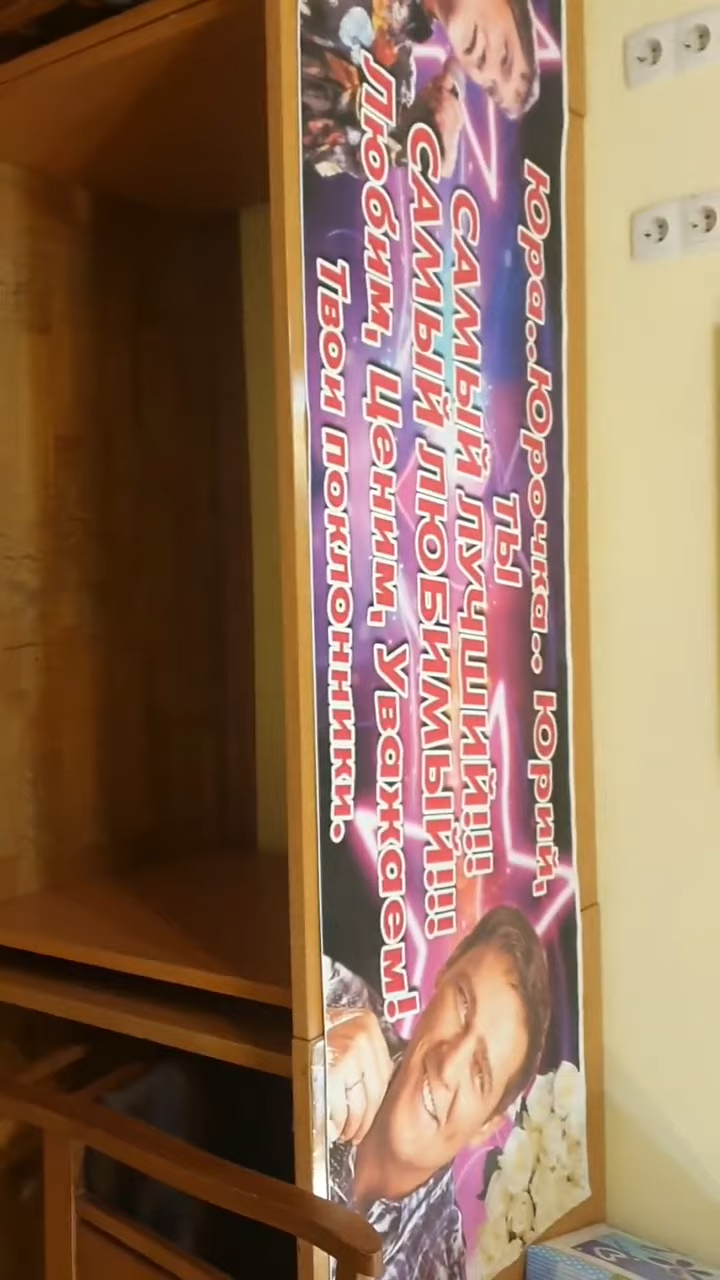 Юра..Юрочка.. Юрий,
ты
САМЫЙ ЛУЧШИЙ!!!
САМЫЙ ЛЮБИМЫЙ!!!
Любим, Ценим, Уважаем!
Твои поклонники.